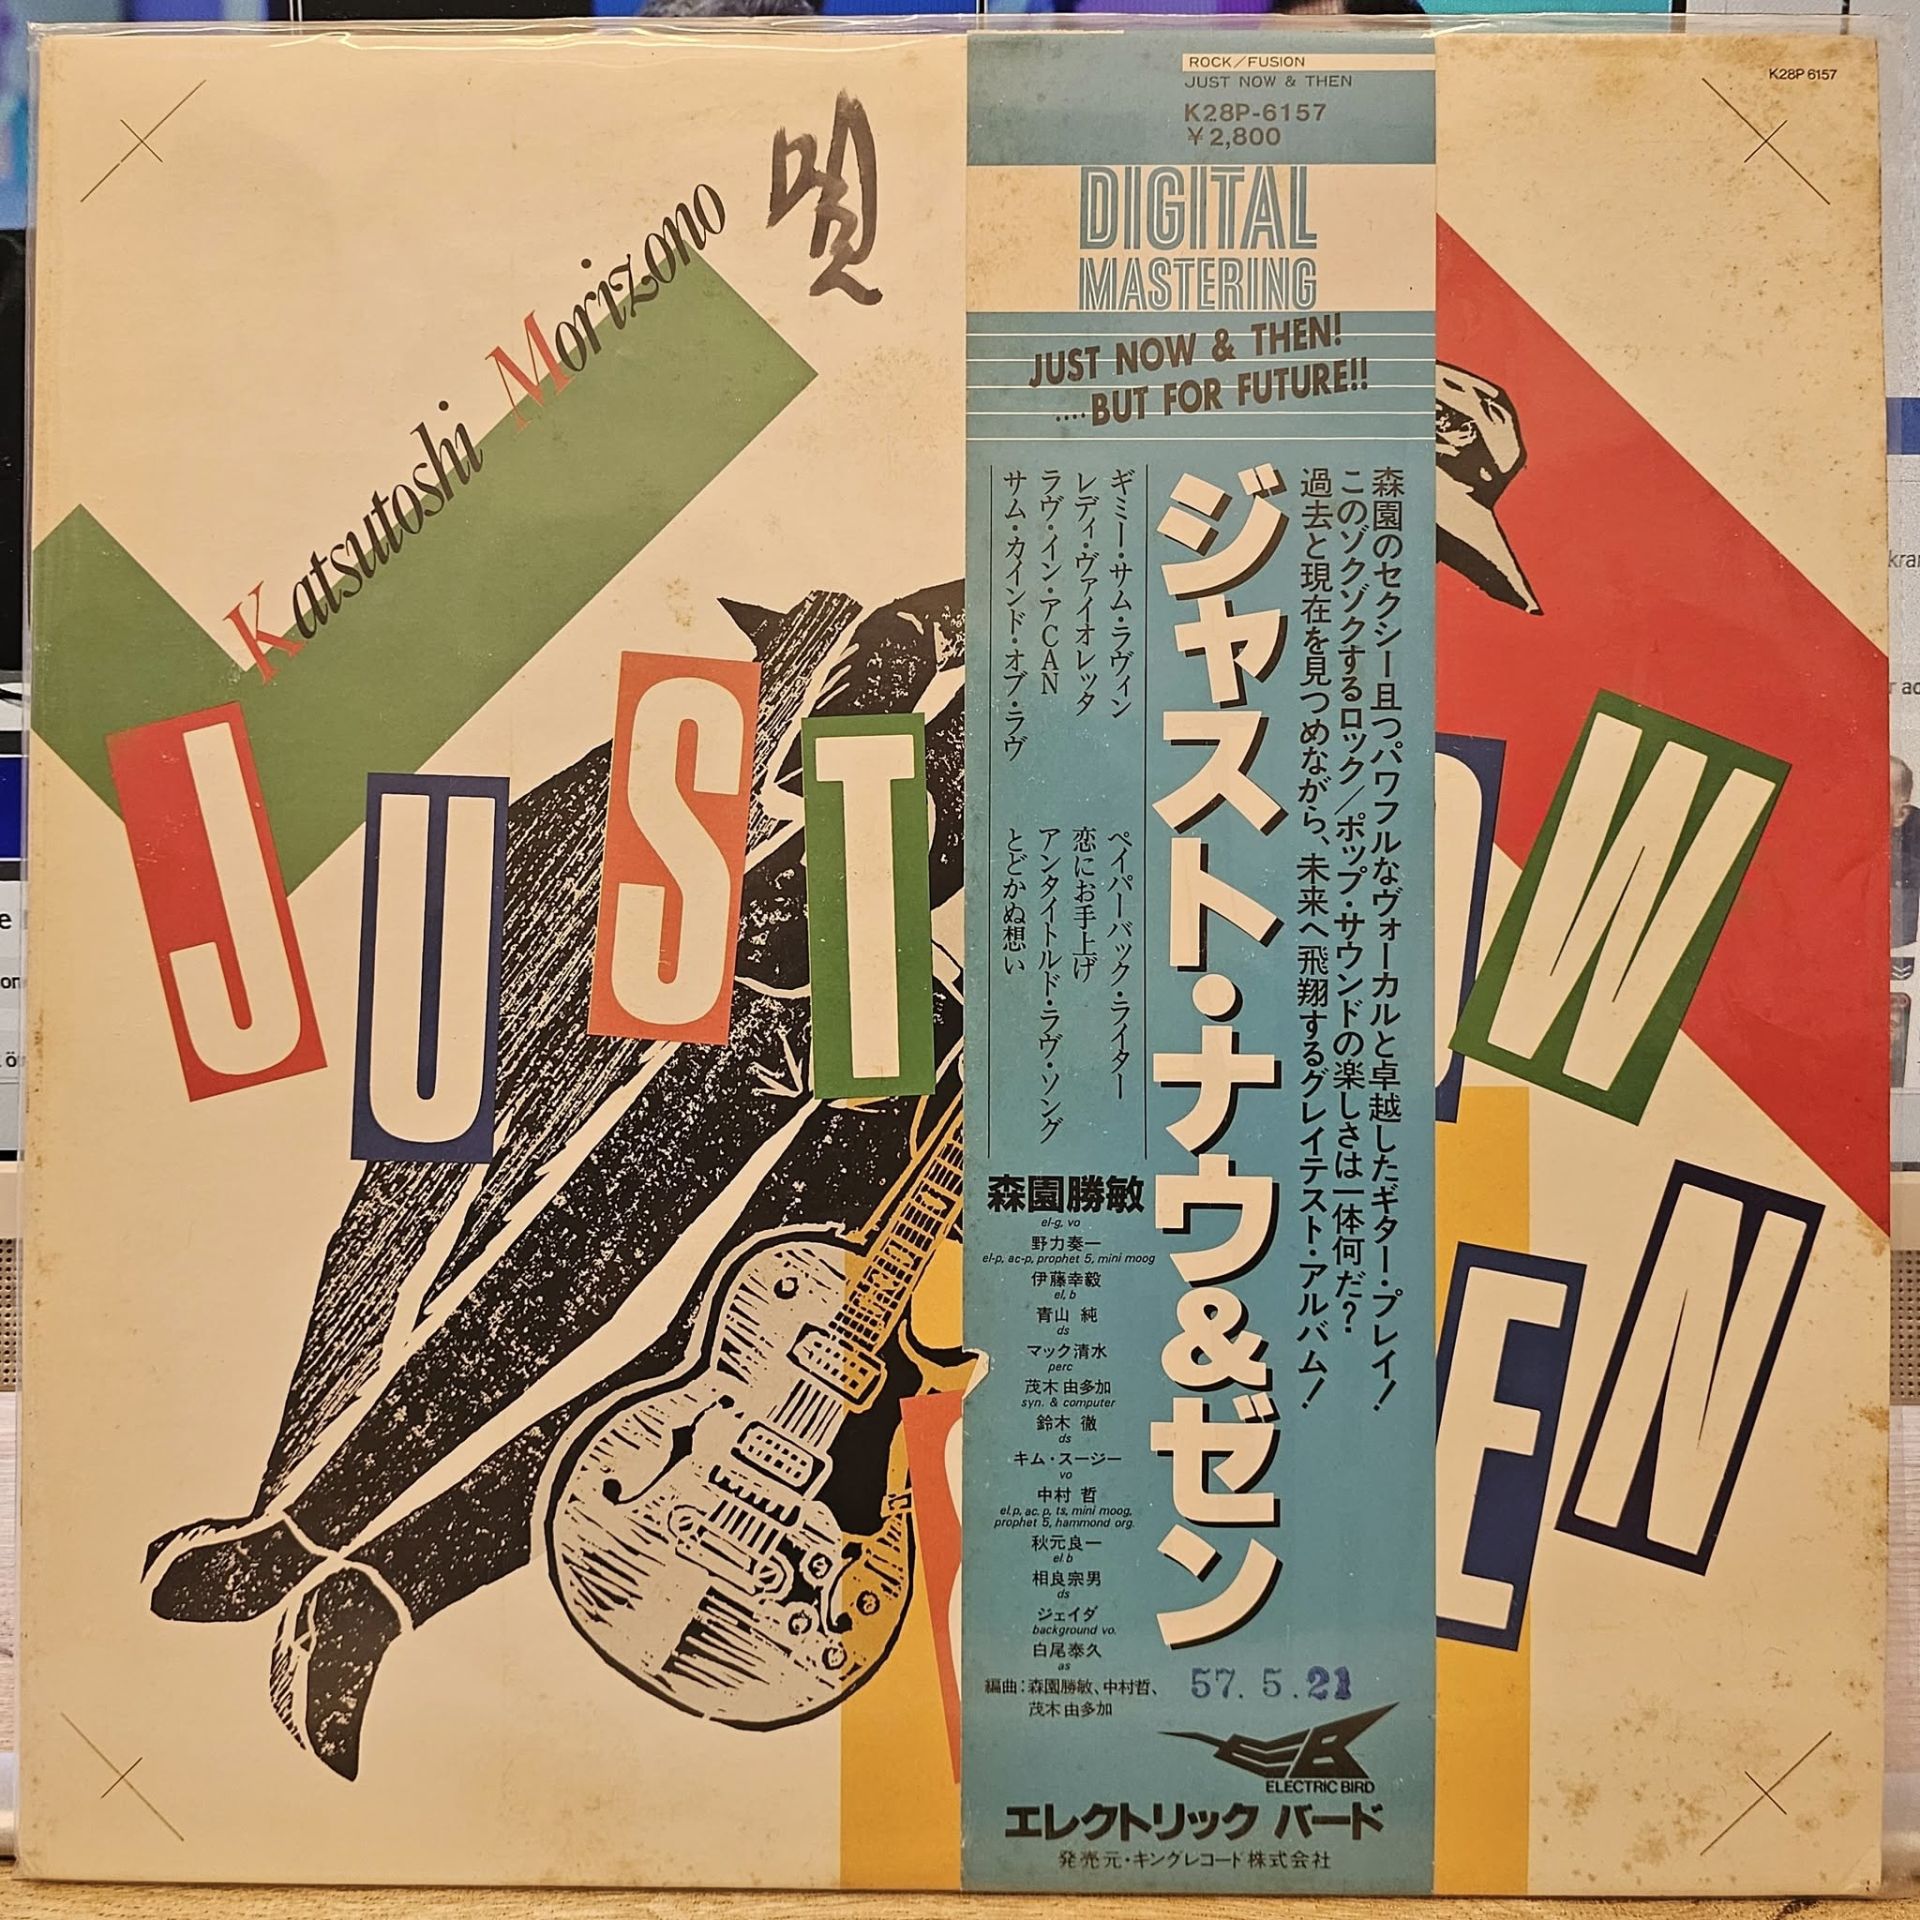 K28P 6157
Katsutoshi Morizono
唄
JUST
OW
EN
ROCK/FUSION
JUST NOW & THEN
K28P-6157
¥2,800
DIGITAL
MASTERING
JUST NOW & THEN!
....BUT FOR FUTURE!!
森園のセクシー且つパワフルなヴォーカルと卓越したギター・プレイ!
このゾクゾクするロック/ポップ・サウンドの楽しさは一体何だ?
過去と現在を見つめながら、未来へ飛翔するグレイテスト・アルバム!
ジャスト・ナウ&ゼン
ギミー・サム・ラヴィン
レディ・ヴァイオレッタ
ラヴ・イン・アCAN
サム・カインド・オブ・ラヴ
ペイパーバック・ライター
恋にお手上げ
アンタイトルド・ラヴ・ソング
とどかぬ想い
森園勝敏
el-g, vo
野力奏一
el-p, ac-p, prophet 5, mini moog
伊藤幸毅
el, b
青山 純
ds
マック清水
perc
茂木由多加
syn. & computer
鈴木 徹
ds
キム・スージー
vo
中村 哲
el.p, ac. p, ts, mini moog,
prophet 5, hammond org.
秋元良一
el.b
相良宗男
ds
ジェイダ
background vo.
白尾泰久
as
編曲:森園勝敏、中村哲、
茂木由多加
57. 5. 21
EB
ELECTRIC BIRD
エレクトリック バード
発売元・キングレコード株式会社